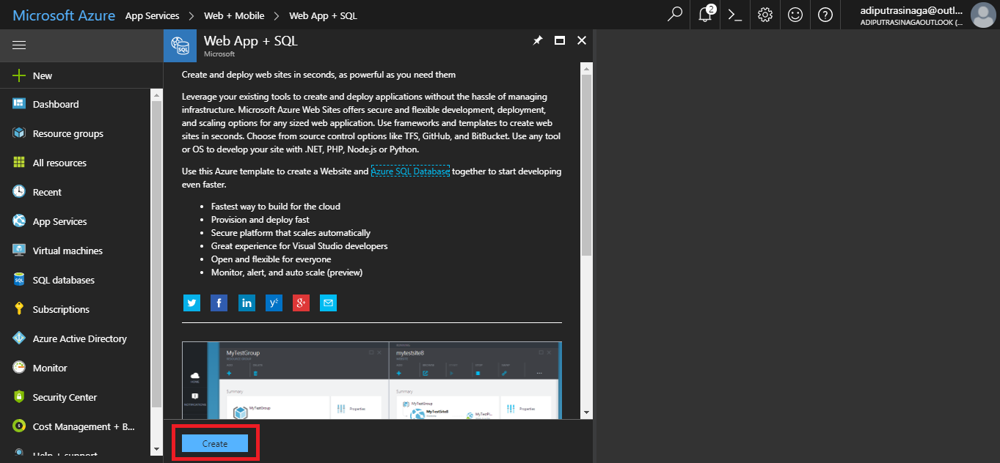 Microsoft Azure App Services > Web + Mobile > Web App + SQL
2
adiputrasinaga@outl...
ADIPUTRASINAGAOUTLOOK (...
SQL
Web App + SQL
Microsoft
New
Dashboard
Resource groups
All resources
Recent
App Services
Virtual machines
SQL databases
Subscriptions
Azure Active Directory
Monitor
Security Center
Cost Management + B...
Help + support
Create and deploy web sites in seconds, as powerful as you need them
Leverage your existing tools to create and deploy applications without the hassle of managing
infrastructure. Microsoft Azure Web Sites offers secure and flexible development, deployment,
and scaling options for any sized web application. Use frameworks and templates to create web
sites in seconds. Choose from source control options like TFS, GitHub, and BitBucket. Use any tool
or OS to develop your site with .NET, PHP, Node.js or Python.
Use this Azure template to create a Website and Azure SQL Database together to start developing
even faster.
• Fastest way to build for the cloud
• Provision and deploy fast
• Secure platform that scales automatically
• Great experience for Visual Studio developers
• Open and flexible for everyone
• Monitor, alert, and auto scale (preview)
MyTestGroup
RESOURCE GROUP
mytestsite8
WEBSITE
HOME
NOTIFICATIONS
Summary
MyTestGroup
Properties
Summary
MyTestGroup
MyTestSite8
MyTestPl...
Properties
Create